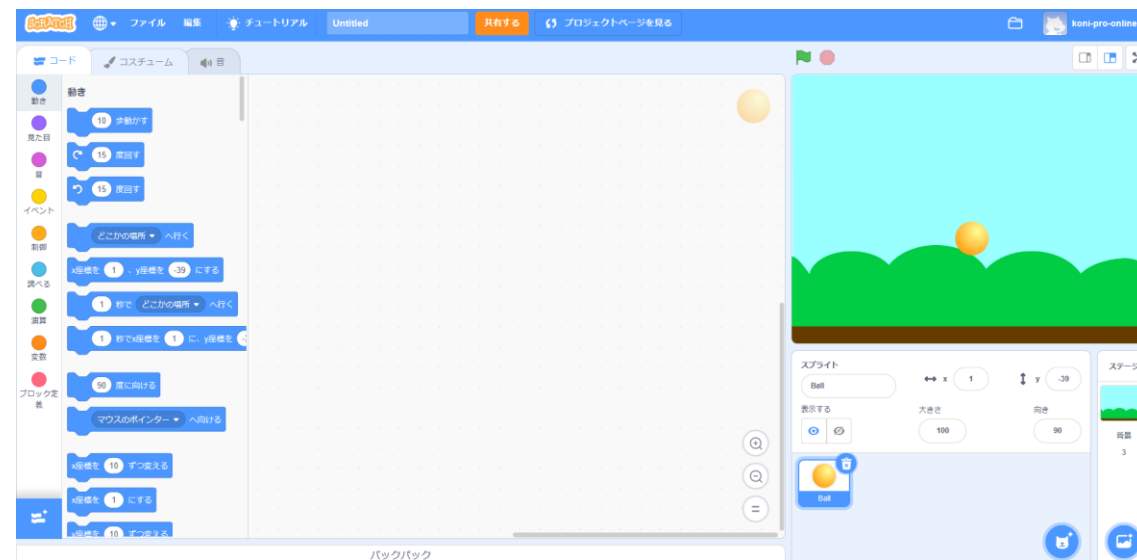 SCRATCH ファイル 編集 チュートリアル Untitled 共有する プロジェクトページを見る koni-pro-online
コード コスチューム 音
動き
見た目
音
イベント
制御
調べる
演算
変数
ブロック定義
動き
10 歩動かす
15 度回す
15 度回す
どこかの場所 へ行く
x座標を 1 、y座標を -39 にする
1 秒で どこかの場所 へ行く
1 秒でx座標を 1 に、y座標を
90 度に向ける
マウスのポインター へ向ける
x座標を 10 ずつ変える
x座標を 1 にする
y座標を 10 ずつ変える
バックパック
スプライト
Ball
x 1
y -39
表示する
大きさ
100
向き
90
Ball
ステージ
背景
3